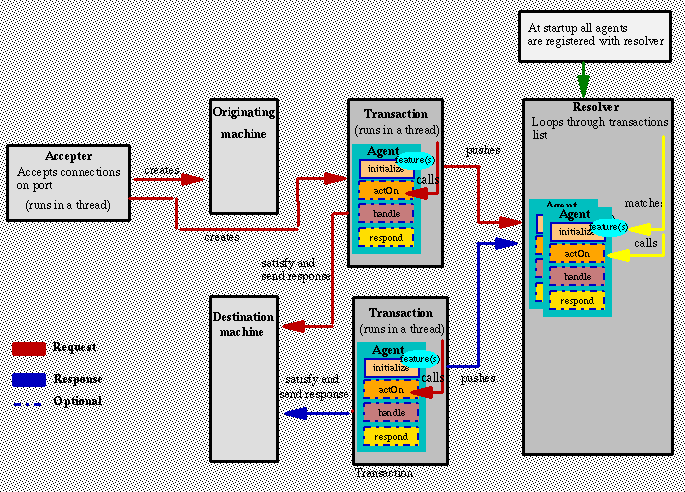 At startup all agents
are registered with resolver
Originating
machine
Transaction
(runs in a thread)
Agent
feature(s)
initialize
calls
actOn
handle
respond
Resolver
Loops through transactions
list
Accepter
Accepts connections
on port
(runs in a thread)
creates
creates
pushes
matches
calls
Agent
Agent
feature(s)
initialize
actOn
handle
respond
satisfy and
send response
Destination
machine
Transaction
(runs in a thread)
Agent
feature(s)
initialize
calls
actOn
handle
respond
pushes
satisfy and
send response
Transaction
Request
Response
Optional